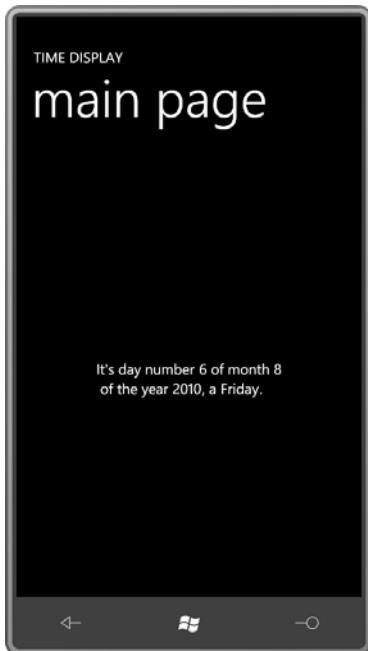 TIME DISPLAY
main page
It's day number 6 of month 8
of the year 2010, a Friday.